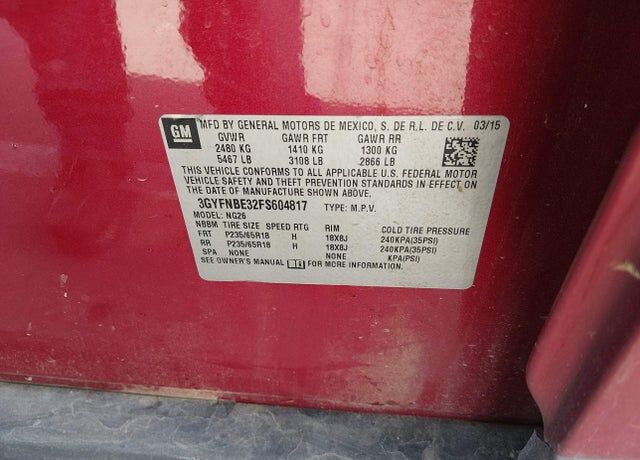 GM
MFD BY GENERAL MOTORS DE MEXICO, S. DE R.L. DE C.V. 03/15
GVWR GAWR FRT GAWR RR
2480 KG 1410 KG 1300 KG
5467 LB 3108 LB 2866 LB
THIS VEHICLE CONFORMS TO ALL APPLICABLE U.S. FEDERAL MOTOR
VEHICLE SAFETY AND THEFT PREVENTION STANDARDS IN EFFECT ON
THE DATE OF MANUFACTURE SHOWN ABOVE.
3GYFNBE32FS604817 TYPE: M.P.V.
MODEL: NG26
NBBM TIRE SIZE SPEED RTG RIM COLD TIRE PRESSURE
FRT P235/65R18 H 18X8J 240KPA(35PSI)
RR P235/65R18 H 18X8J 240KPA(35PSI)
SPA NONE NONE KPA(PSI)
SEE OWNER'S MANUAL FOR MORE INFORMATION.